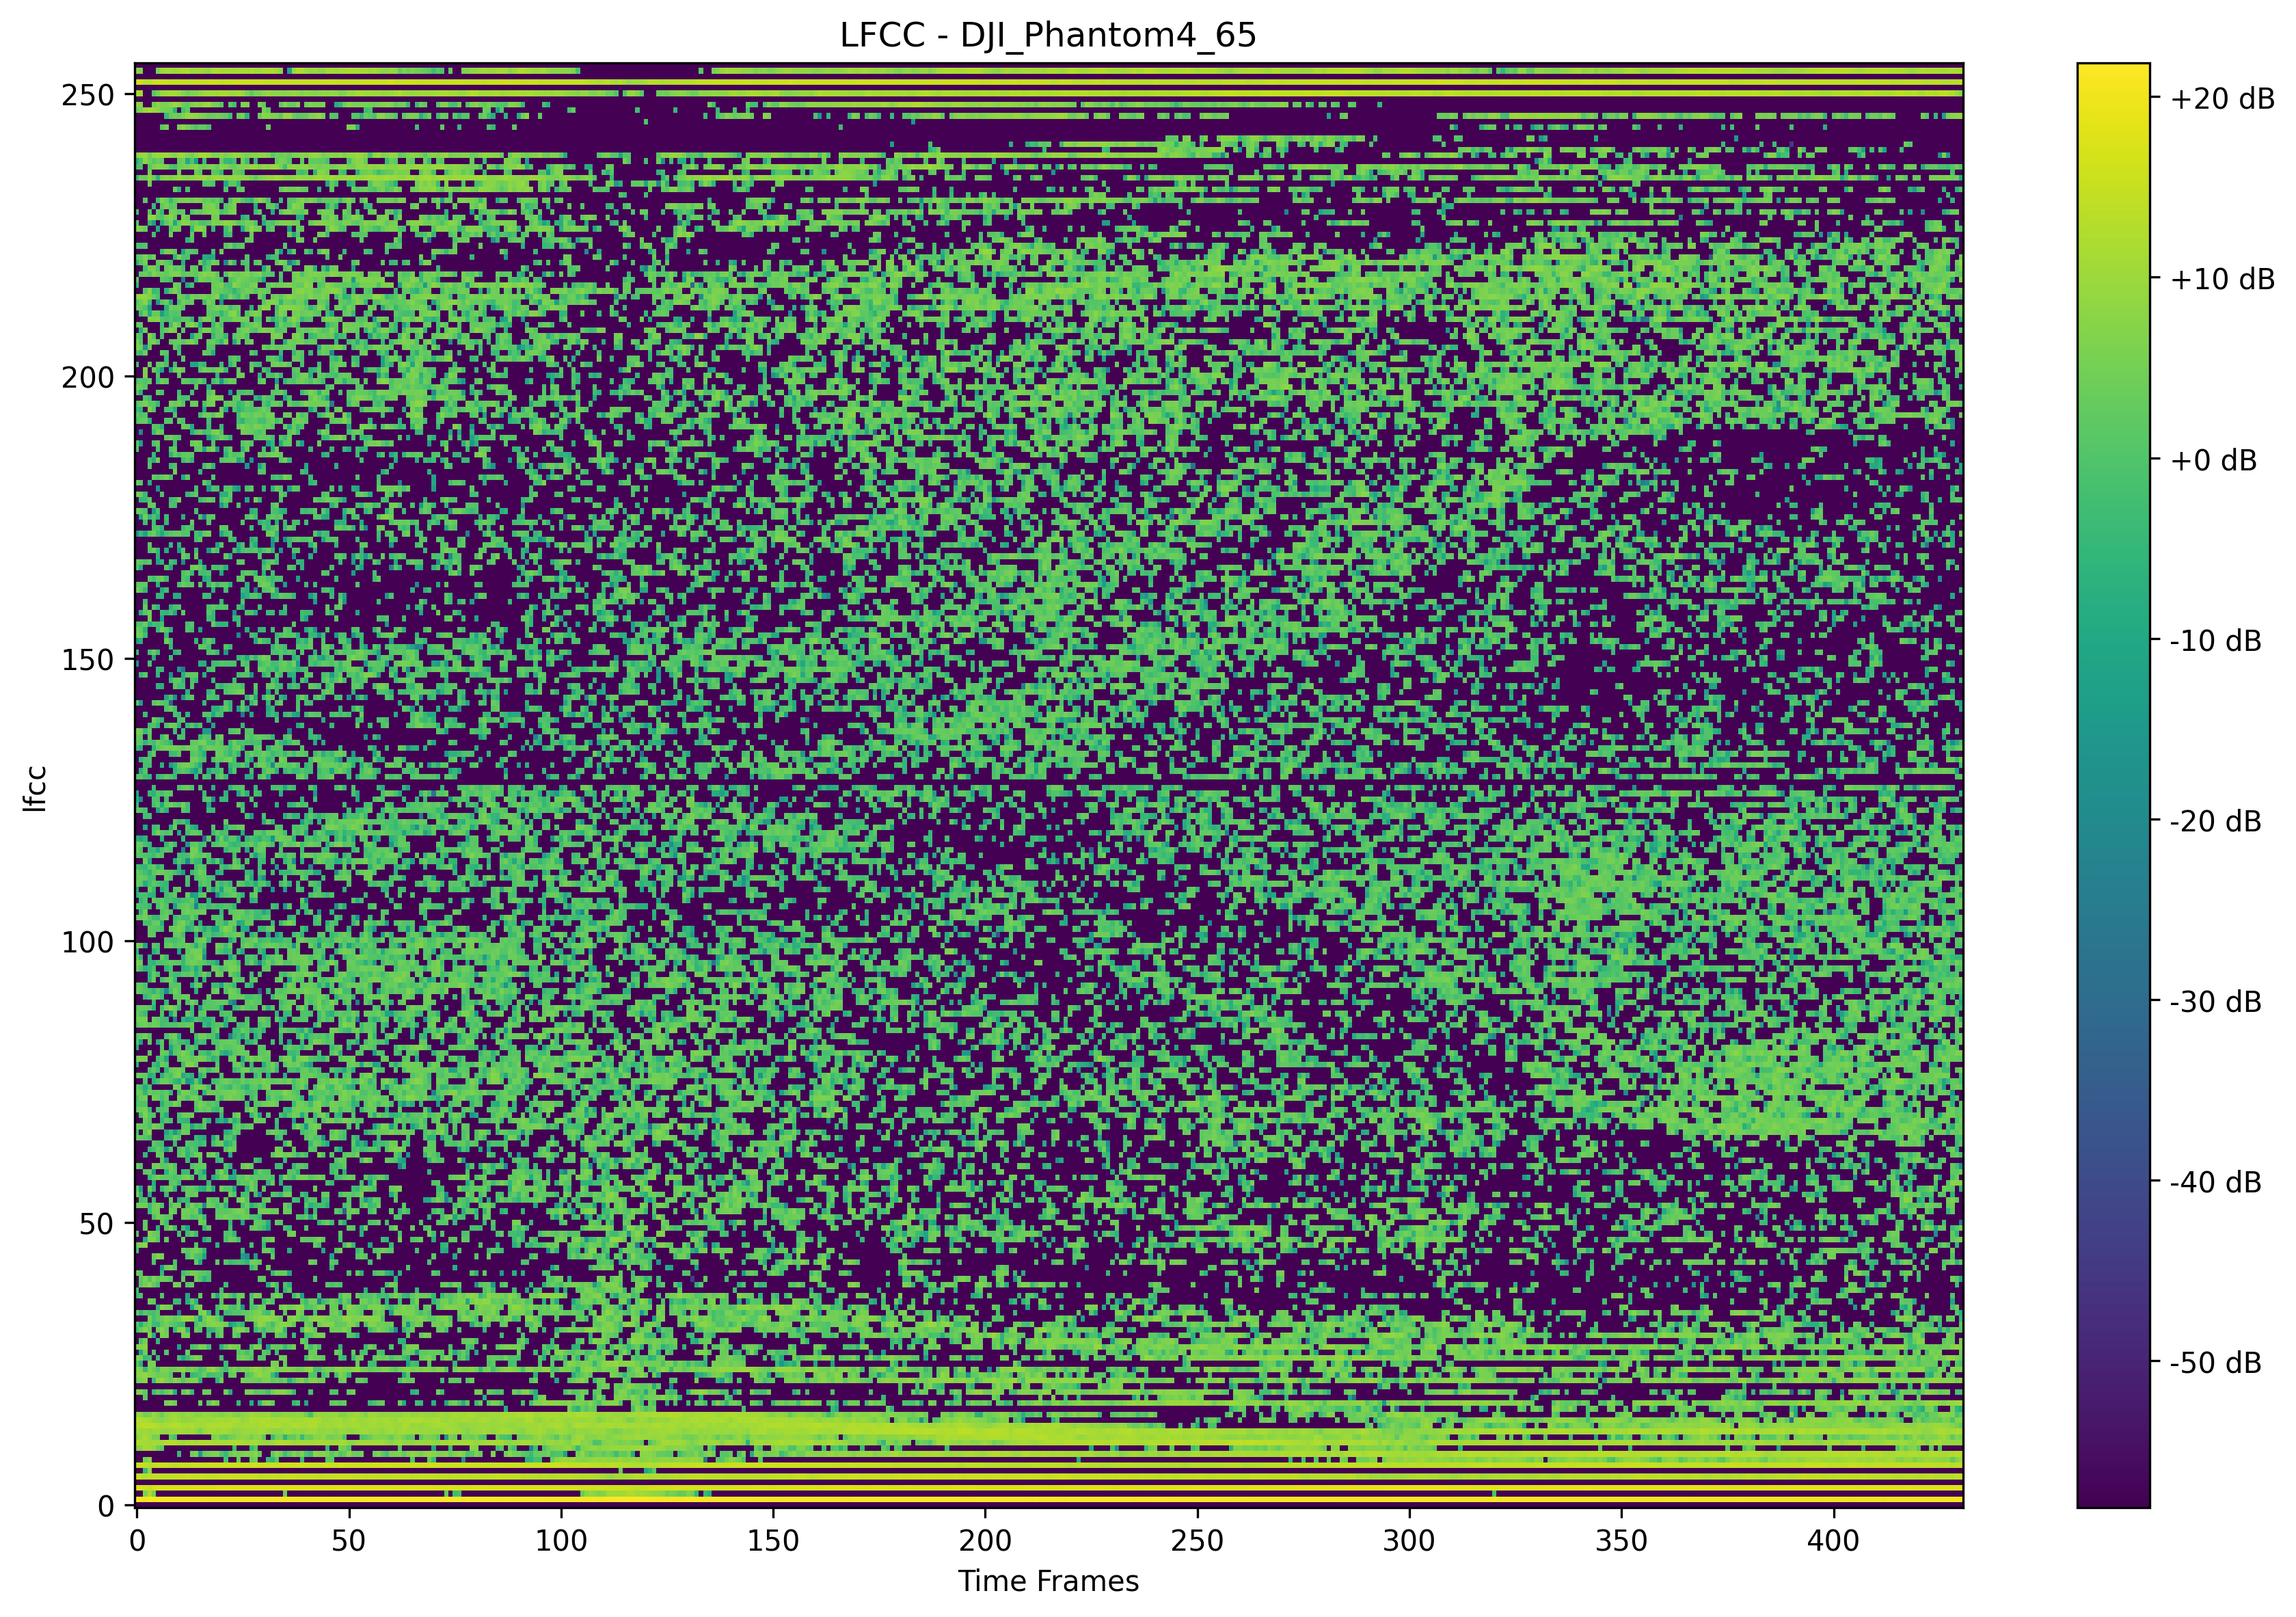 LFCC - DJI_Phantom4_65
250
200
150
100
50
0
lfcc
0 50 100 150 200 250 300 350 400
Time Frames
+20 dB
+10 dB
+0 dB
-10 dB
-20 dB
-30 dB
-40 dB
-50 dB